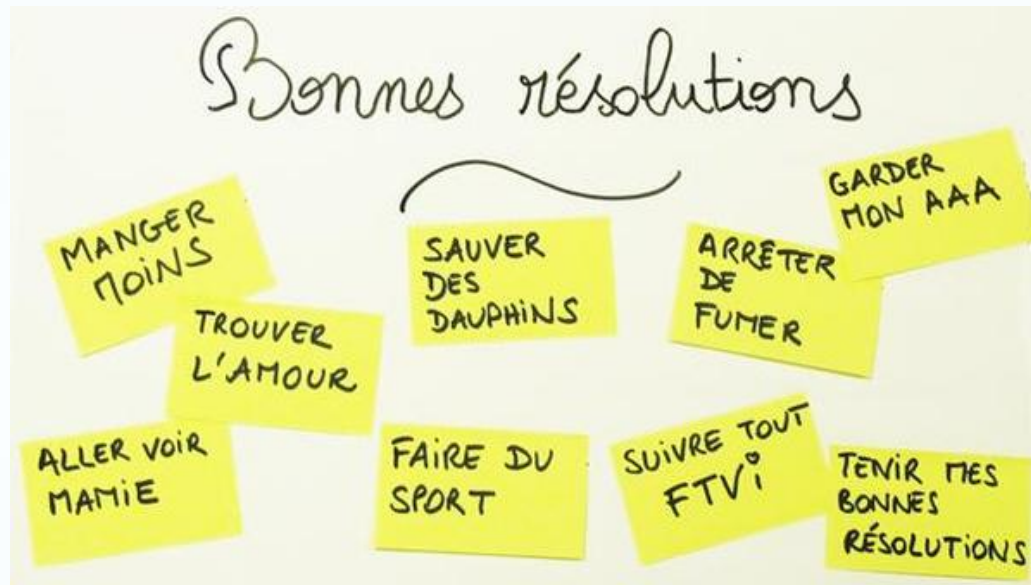 Bonnes résolutions
MANGER
MOiNS
TROUVER
L'AMOUR
SAUVER
DES
DAUPHiNS
ARRÊTER
DE
FUMER
GARDER
MON AAA
ALLER VOiR
MAMiE
FAiRE DU
SPORT
SUiVRE TOUT
FTVi
TENiR MES
BONNES
RÉSOLUTiONS